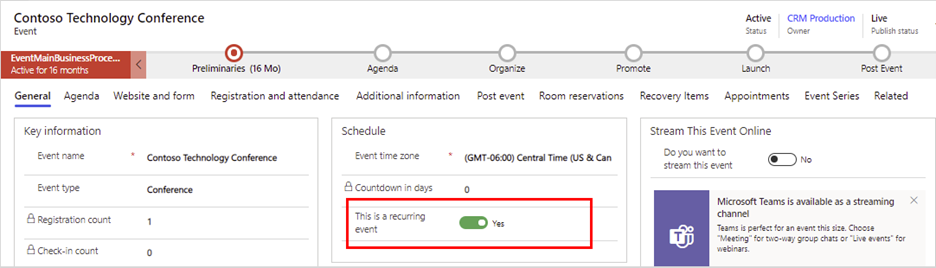 Contoso Technology Conference
Event
Active
Status
CRM Production
Owner
Live
Publish status
EventMainBusinessProce...
Active for 16 months
Preliminaries (16 Mo)
Agenda
Organize
Promote
Launch
Post Event
General Agenda Website and form Registration and attendance Additional information Post event Room reservations Recovery Items Appointments Event Series Related
Key information
Event name * Contoso Technology Conference
Event type Conference
Registration count 1
Check-in count 0
Schedule
Event time zone * (GMT-06:00) Central Time (US & Can
Countdown in days 0
This is a recurring
event
Yes
Stream This Event Online
Do you want to
stream this event
No
Microsoft Teams is available as a streaming
channel
Teams is perfect for an event this size. Choose
"Meeting" for two-way group chats or "Live events" for
webinars.